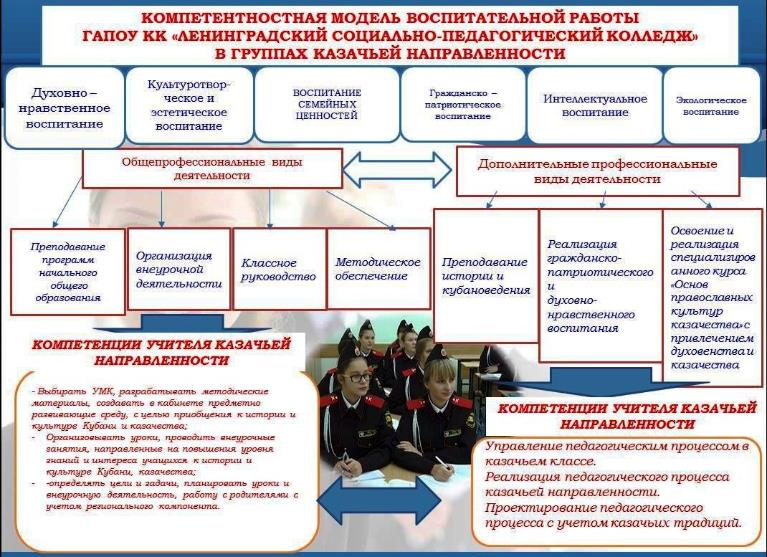 КОМПЕТЕНТНОСТНАЯ МОДЕЛЬ ВОСПИТАТЕЛЬНОЙ РАБОТЫ
ГАПОУ КК «ЛЕНИНГРАДСКИЙ СОЦИАЛЬНО-ПЕДАГОГИЧЕСКИЙ КОЛЛЕДЖ»
В ГРУППАХ КАЗАЧЬЕЙ НАПРАВЛЕННОСТИ
Духовно –
нравственное
воспитание
Культуротвор-
ческое и
эстетическое
воспитание
ВОСПИТАНИЕ
СЕМЕЙНЫХ
ЦЕННОСТЕЙ
Гражданско –
патриотическое
воспитание
Интеллектуальное
воспитание
Экологическое
воспитание
Общепрофессиональные виды
деятельности
Дополнительные профессиональные
виды деятельности
Преподавание
программ
начального
общего
образования
Организация
внеурочной
деятельности
Классное
руководство
Методическое
обеспечение
Преподавание
истории и
кубановедения
Реализация
гражданско-
патриотического
и
духовно-
нравственного
воспитания
Освоение и
реализация
специализиров
анного курса
«Основ
православных
культур
казачества» с
привлечением
духовенства и
казачества
КОМПЕТЕНЦИИ УЧИТЕЛЯ КАЗАЧЬЕЙ
НАПРАВЛЕННОСТИ
- Выбирать УМК, разрабатывать методические
материалы, создавать в кабинете предметно
развивающие среду, с целью приобщения к истории и
культуре Кубани и казачества;
- Организовывать уроки, проводить внеурочные
занятия, направленные на повышения уровня
знаний и интереса учащихся к истории и
культуре Кубани, казачества;
- -определять цели и задачи, планировать уроки и
внеурочную деятельность, работу с родителями с
учетом регионального компонента.
КОМПЕТЕНЦИИ УЧИТЕЛЯ КАЗАЧЬЕЙ
НАПРАВЛЕННОСТИ
Управление педагогическим процессом в
казачьем классе.
Реализация педагогического процесса
казачьей направленности.
Проектирование педагогического
процесса с учетом казачьих традиций.